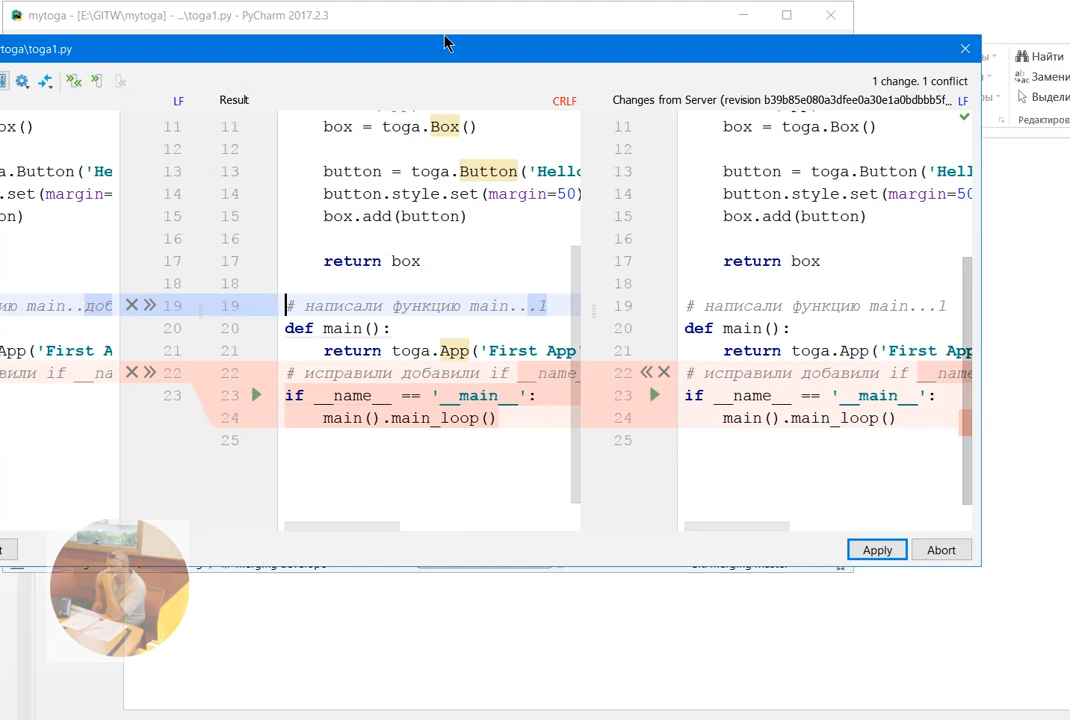 mytoga - [E:\GITW\mytoga] - ...\toga1.py - PyCharm 2017.2.3
toga\toga1.py
Найти
Замени
Выдели
Редактиров
1 change. 1 conflict
LF
Result
CRLF
Changes from Server (revision b39b85e080a3dfee0a30e1a0bdbbb5f... LF
ox() 11 11 box = toga.Box() 11 box = toga.Box()
12 12 12
a.Button('He 13 13 button = toga.Button('Hello 13 button = toga.Button('Hell
.set(margin= 14 14 button.style.set(margin=50) 14 button.style.set(margin=50
on) 15 15 box.add(button) 15 box.add(button)
16 16 16
17 17 return box 17 return box
18 18 18
ию main..доб 19 19 # написали функцию main...1 19 # написали функцию main...1
20 20 def main(): 20 def main():
App('First A 21 21 return toga.App('First App 21 return toga.App('First App
вили if __na 22 22 # исправили добавили if __name_ 22 # исправили добавили if __name
23 23 if __name__ == '__main__': 23 if __name__ == '__main__':
24 main().main_loop() 24 main().main_loop()
25 25
t
Apply
Abort